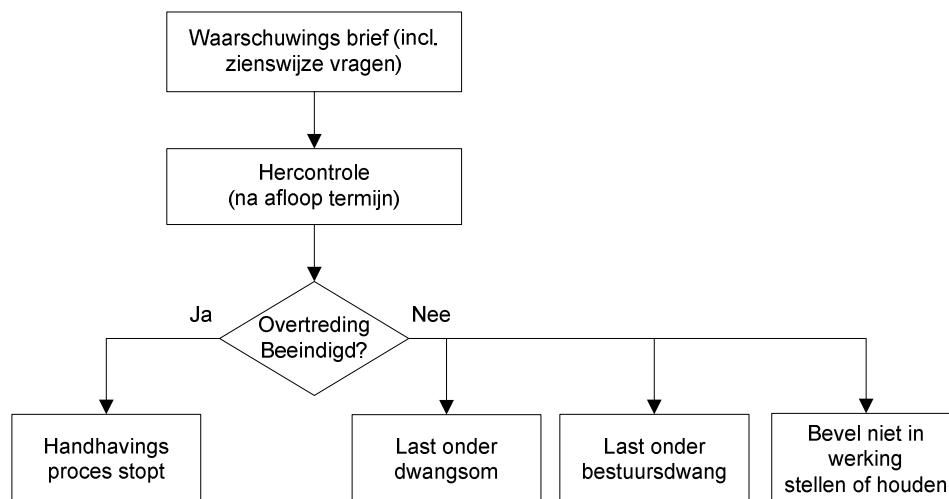 Waarschuwings brief (incl.
zienswijze vragen)
Hercontrole
(na afloop termijn)
Ja
Overtreding
Beeindigd?
Nee
Handhavings
proces stopt
Last onder
dwangsom
Last onder
bestuursdwang
Bevel niet in
werking
stellen of houden